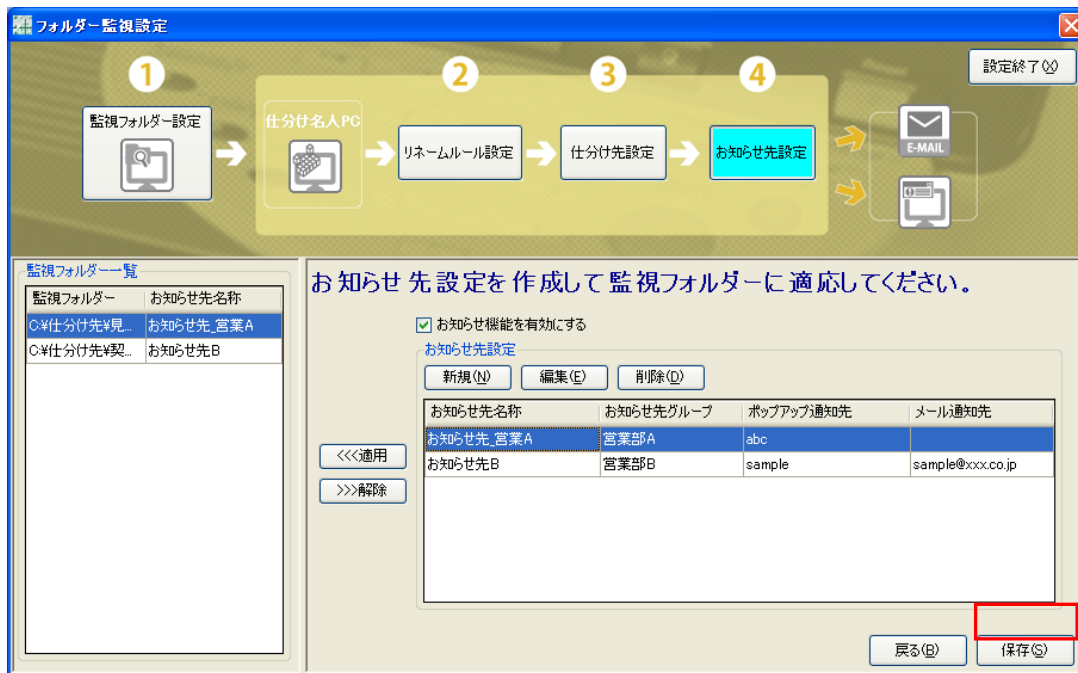 フォルダー監視設定
1
2
3
4
設定終了(X)
監視フォルダー設定
仕分け名人PC
リネームルール設定
仕分け先設定
お知らせ先設定
E-MAIL
監視フォルダー一覧
監視フォルダー お知らせ先名称
C:¥仕分け先¥見... お知らせ先_営業A
C:¥仕分け先¥契... お知らせ先B
お知らせ先設定を作成して監視フォルダーに適応してください。
お知らせ機能を有効にする
お知らせ先設定
新規(N) 編集(E) 削除(D)
お知らせ先名称 お知らせ先グループ ポップアップ通知先 メール通知先
お知らせ先_営業A 営業部A abc
お知らせ先B 営業部B sample sample@xxx.co.jp
<<<適用
>>>解除
戻る(B) 保存(S)